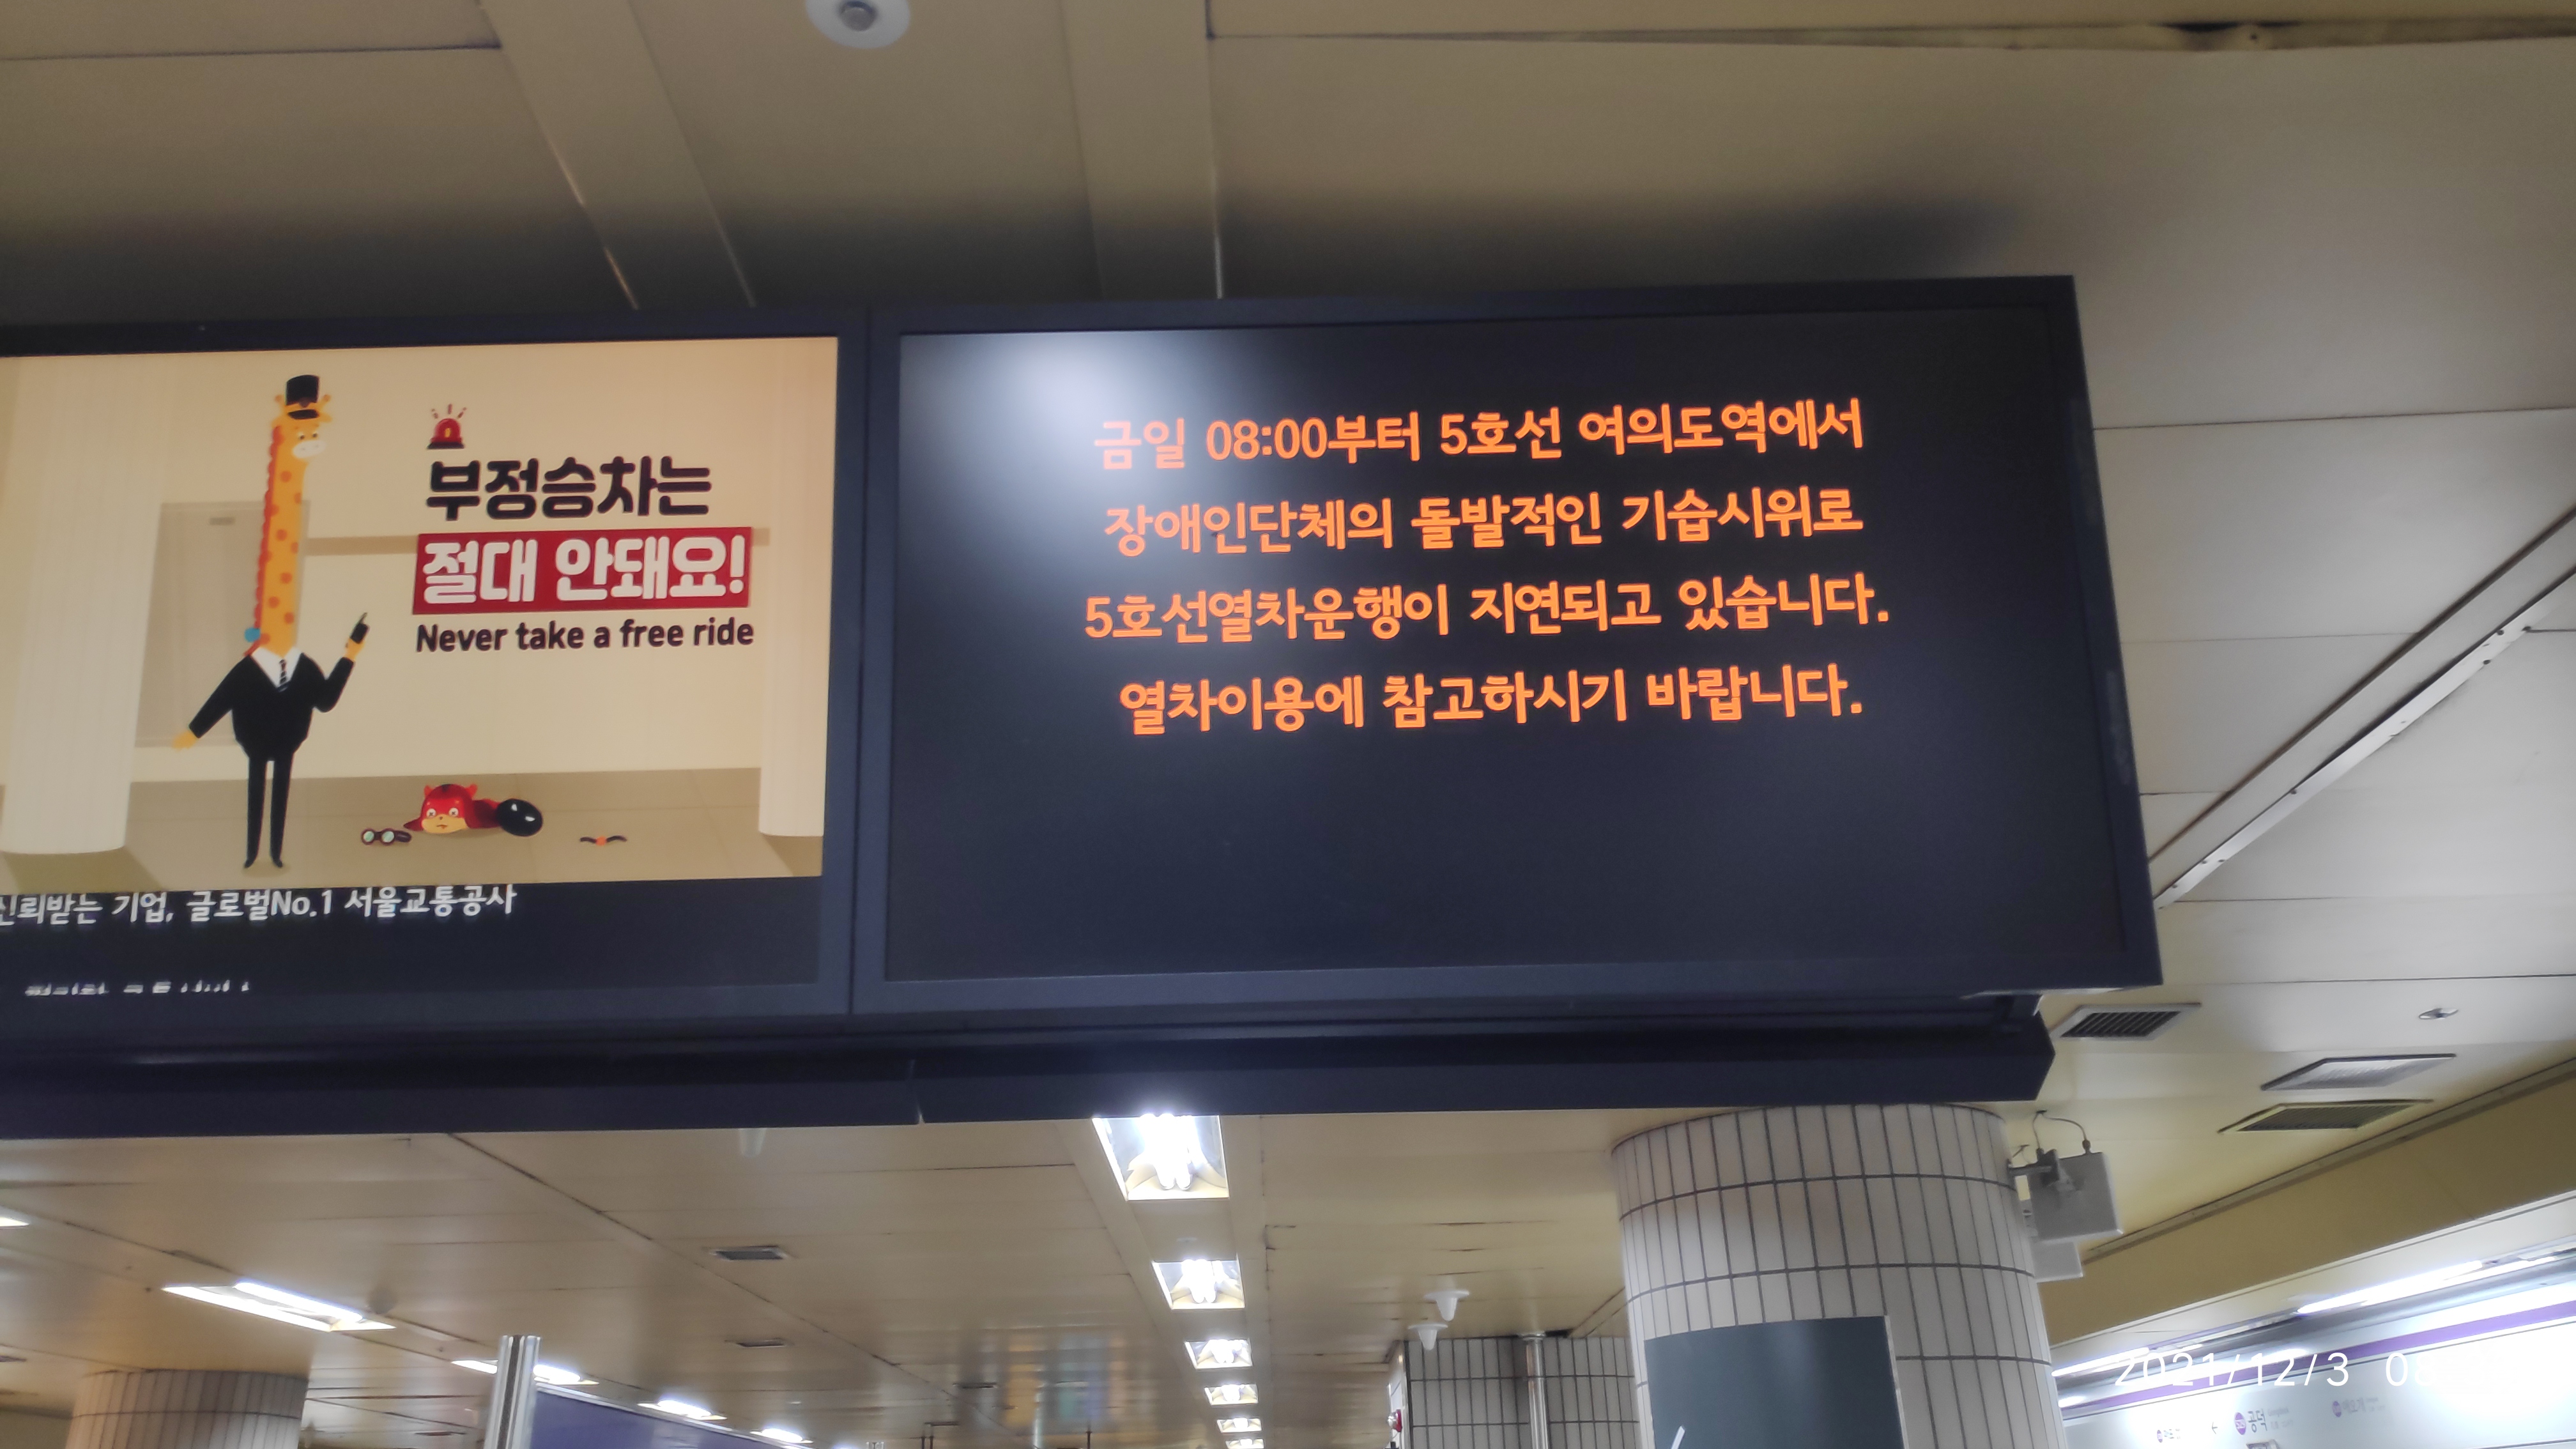 부정승차는
절대 안돼요!
Never take a free ride
신뢰받는 기업, 글로벌No.1 서울교통공사
금일 08:00부터 5호선 여의도역에서
장애인단체의 돌발적인 기습시위로
5호선열차운행이 지연되고 있습니다.
열차이용에 참고하시기 바랍니다.
2021/12/3
공덕